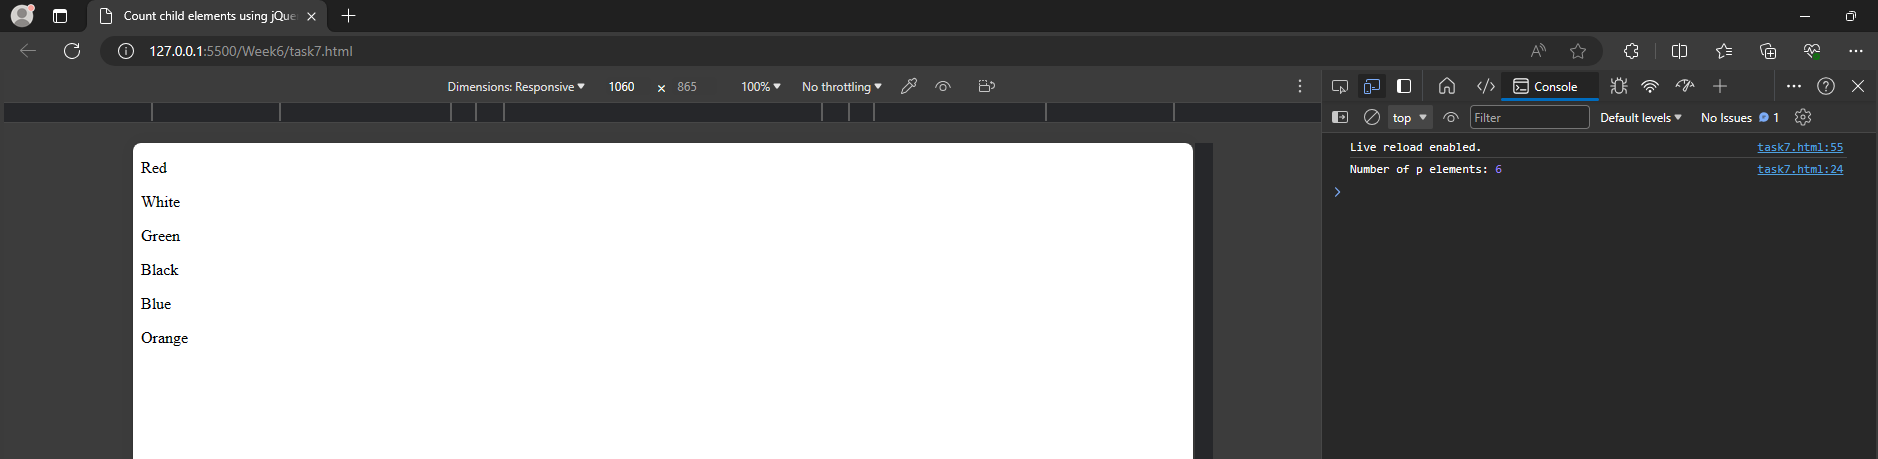 Count child elements using jQue
127.0.0.1:5500/Week6/task7.html
Dimensions: Responsive 1060 × 865 100% No throttling
Console
top Filter Default levels No Issues 1
Live reload enabled. task7.html:55
Number of p elements: 6 task7.html:24
Red
White
Green
Black
Blue
Orange